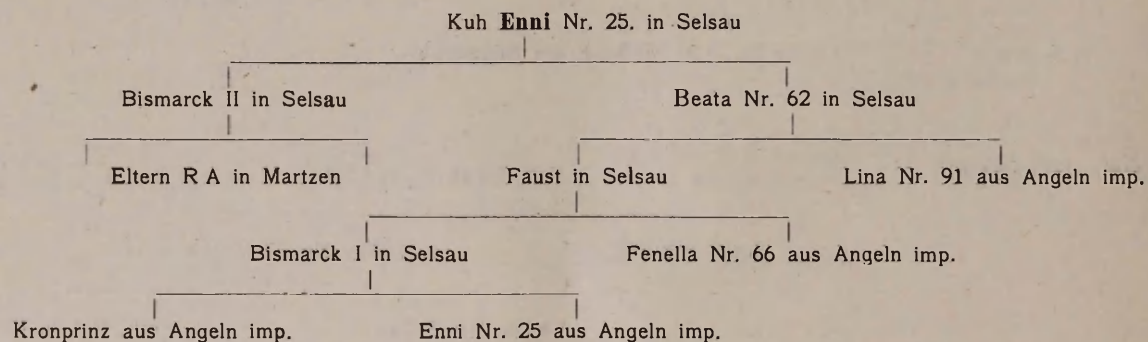 Kuh Enni Nr. 25. in Selsau
Bismarck II in Selsau Beata Nr. 62 in Selsau
Eltern R A in Martzen Faust in Selsau Lina Nr. 91 aus Angeln imp.
Bismarck I in Selsau Fenella Nr. 66 aus Angeln imp.
Kronprinz aus Angeln imp. Enni Nr. 25 aus Angeln imp.